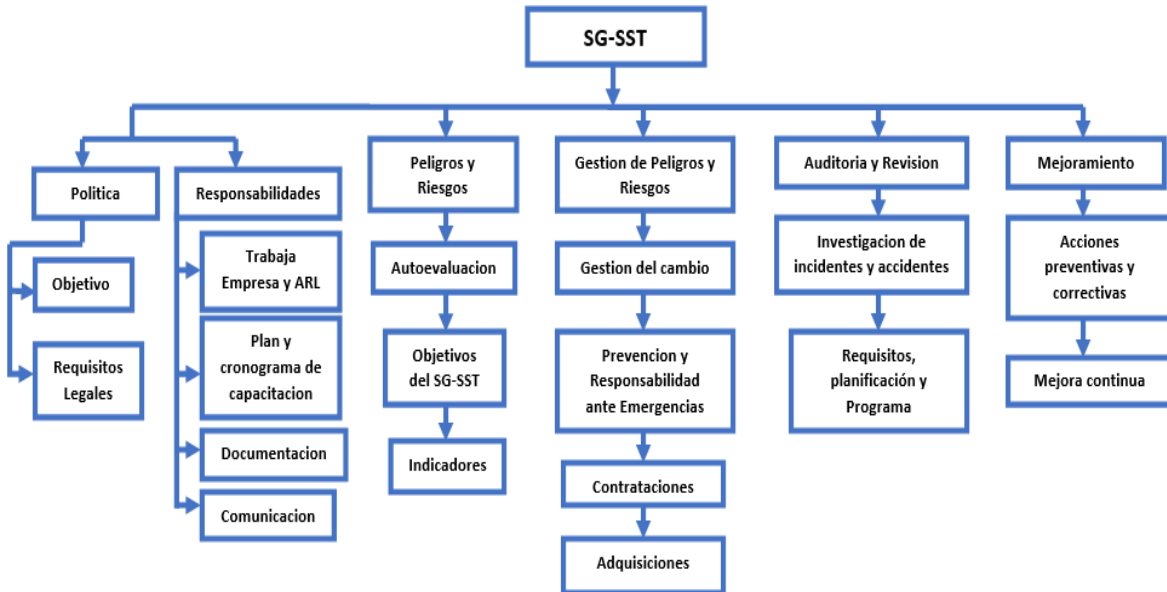 SG-SST
Politica
Responsabilidades
Peligros y
Riesgos
Gestion de Peligros y
Riesgos
Auditoria y Revision
Mejoramiento
Objetivo
Requisitos
Legales
Trabaja
Empresa y ARL
Plan y
cronograma de
capacitacion
Documentacion
Comunicacion
Autoevaluacion
Objetivos
del SG-SST
Indicadores
Gestion del cambio
Prevencion y
Responsabilidad
ante Emergencias
Contrataciones
Adquisiciones
Investigacion de
incidentes y accidentes
Requisitos,
planificación y
Programa
Acciones
preventivas y
correctivas
Mejora continua